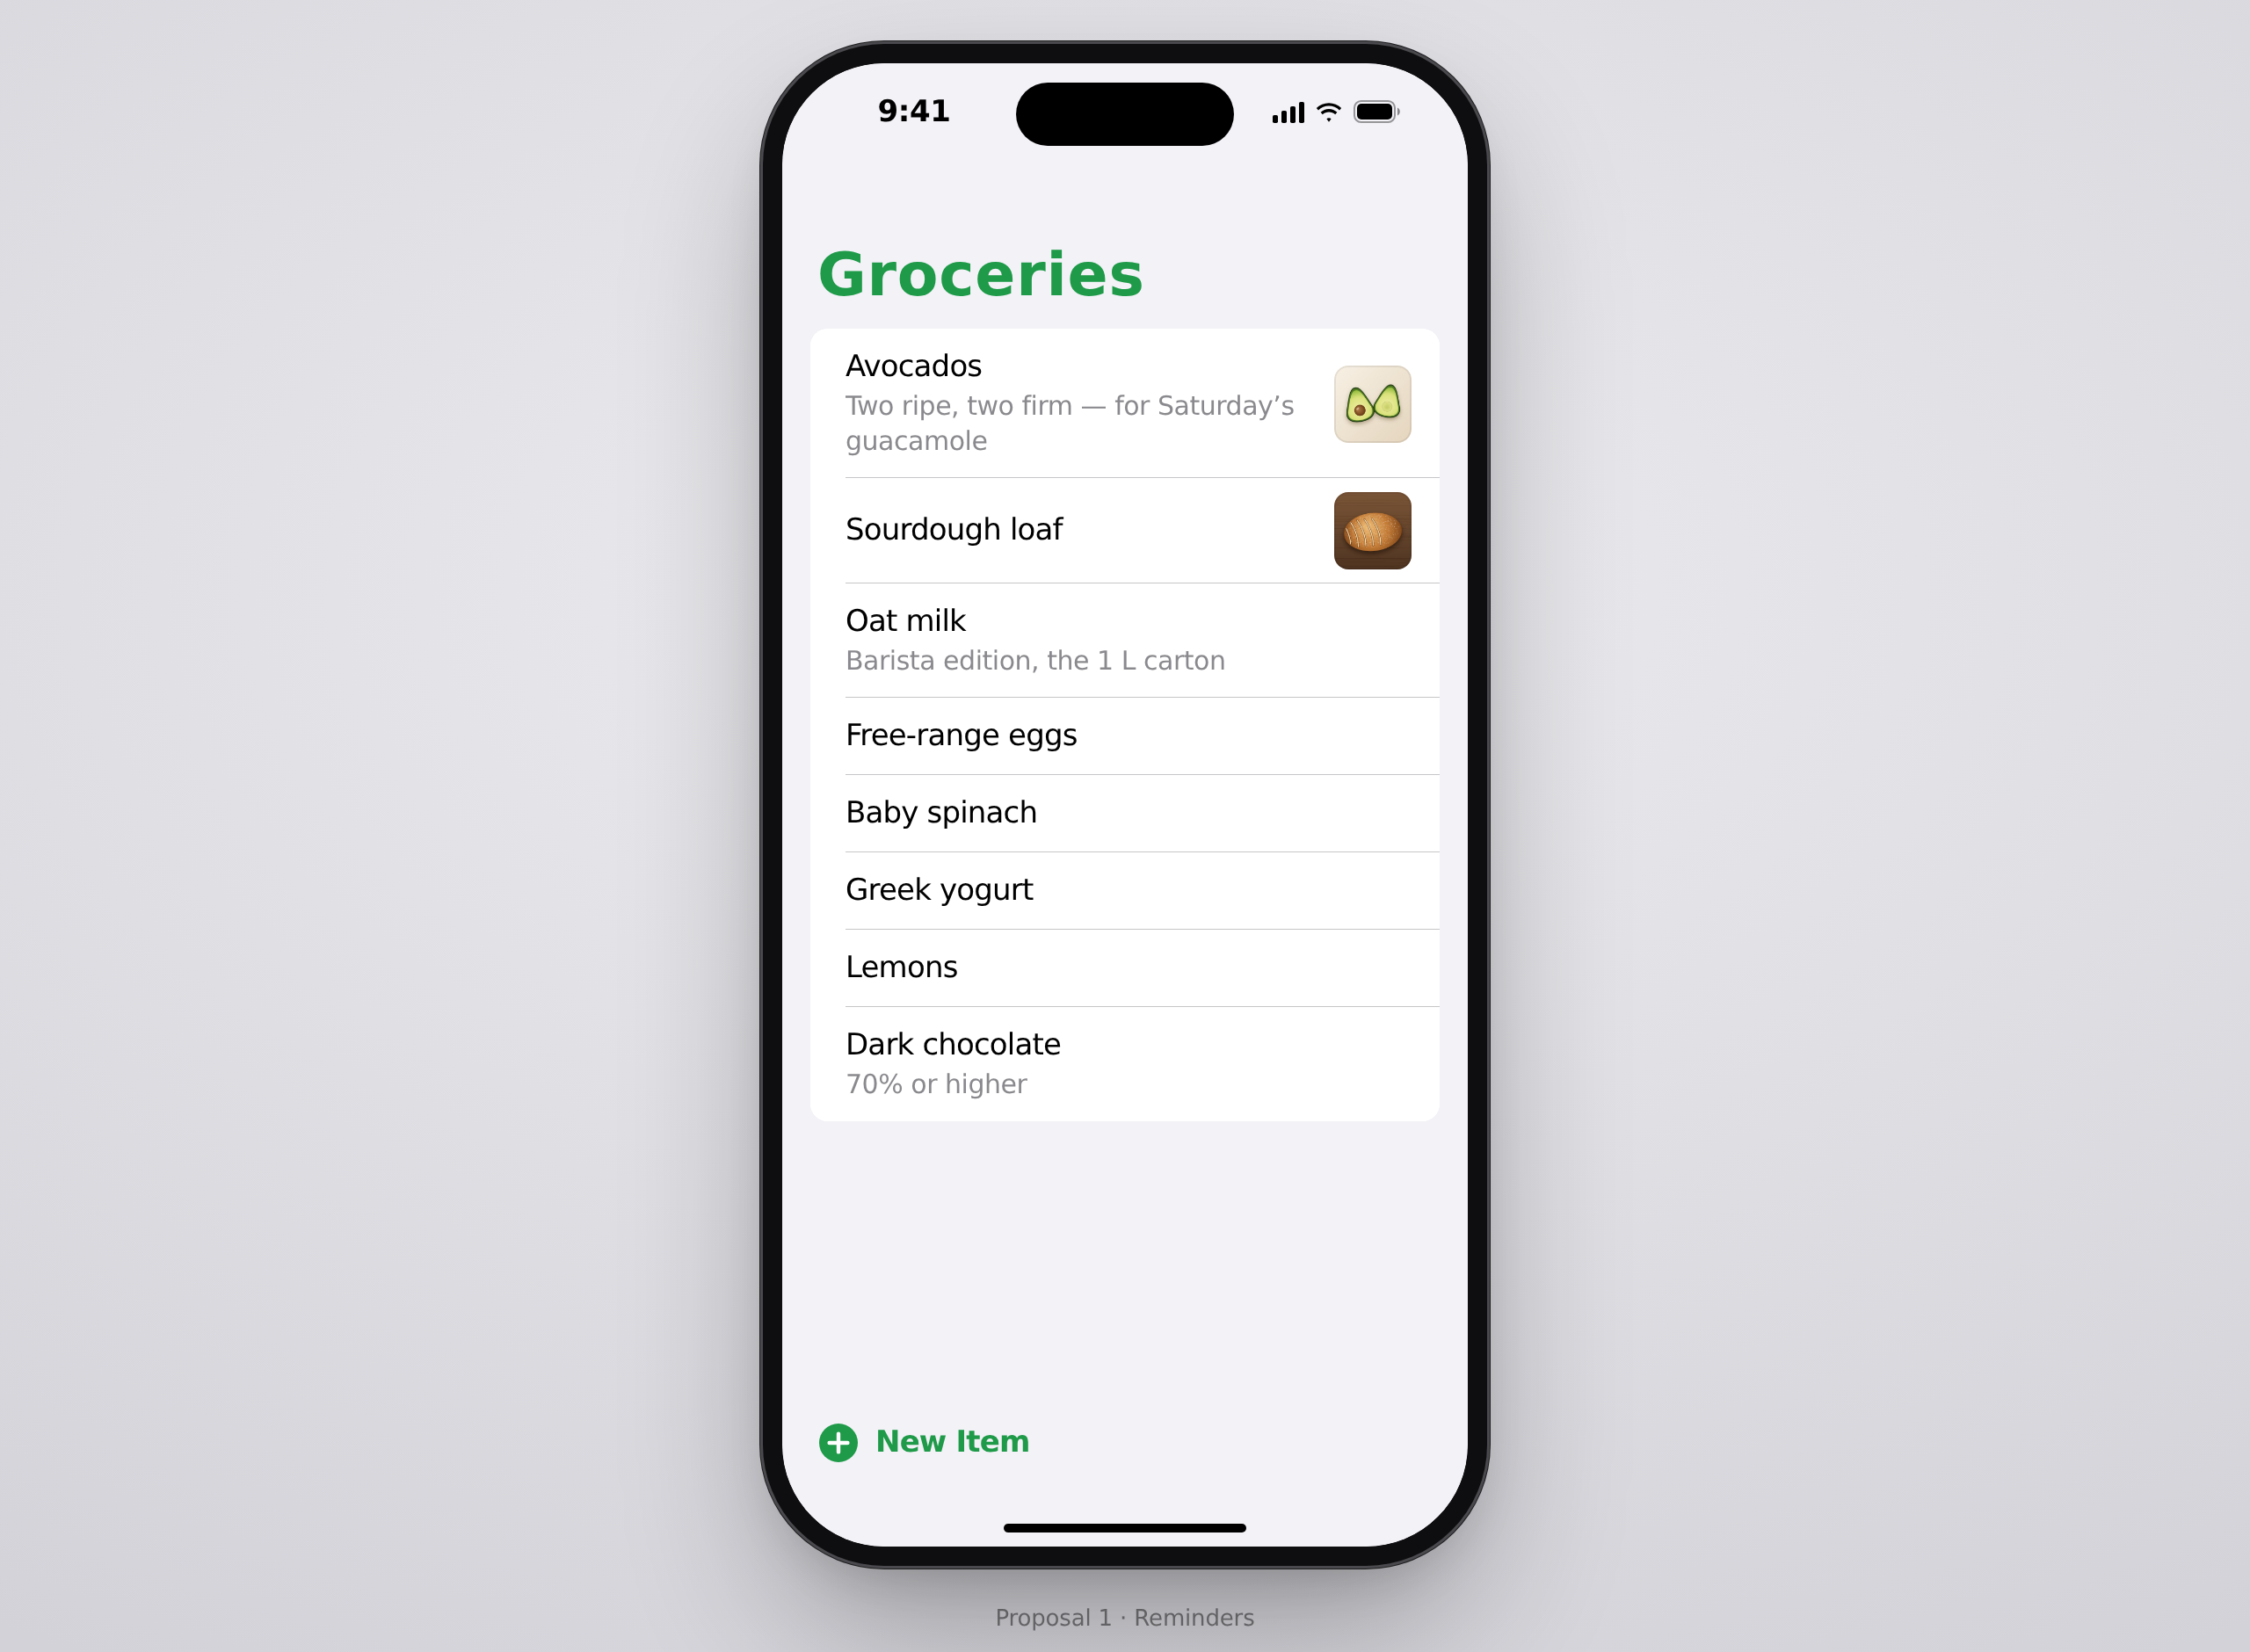 9:41
Groceries
Avocados
Two ripe, two firm — for Saturday’s
guacamole
Sourdough loaf
Oat milk
Barista edition, the 1 L carton
Free-range eggs
Baby spinach
Greek yogurt
Lemons
Dark chocolate
70% or higher
New Item
Proposal 1 · Reminders